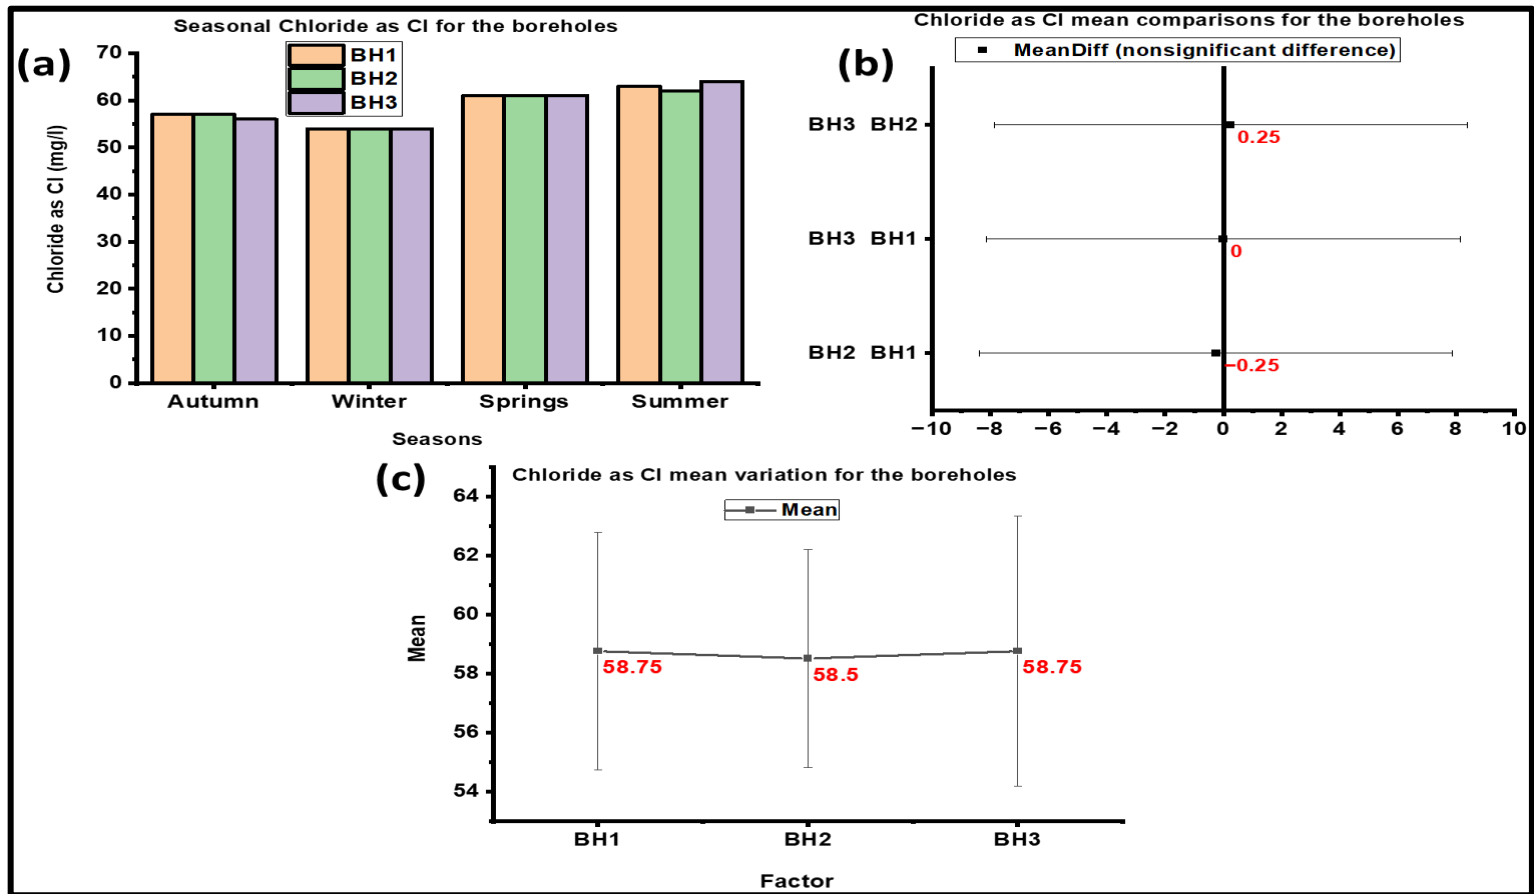 Seasonal Chloride as Cl for the boreholes
(a)
BH1
BH2
BH3
Chloride as Cl (mg/l)
70
60
50
40
30
20
10
0
Autumn Winter Springs Summer
Seasons
Chloride as Cl mean comparisons for the boreholes
(b)
MeanDiff (nonsignificant difference)
BH3 BH2
0.25
BH3 BH1
0
BH2 BH1
−0.25
−10 −8 −6 −4 −2 0 2 4 6 8 10
(c)
Chloride as Cl mean variation for the boreholes
Mean
Mean
64
62
60
58
56
54
58.75
58.5
58.75
BH1 BH2 BH3
Factor